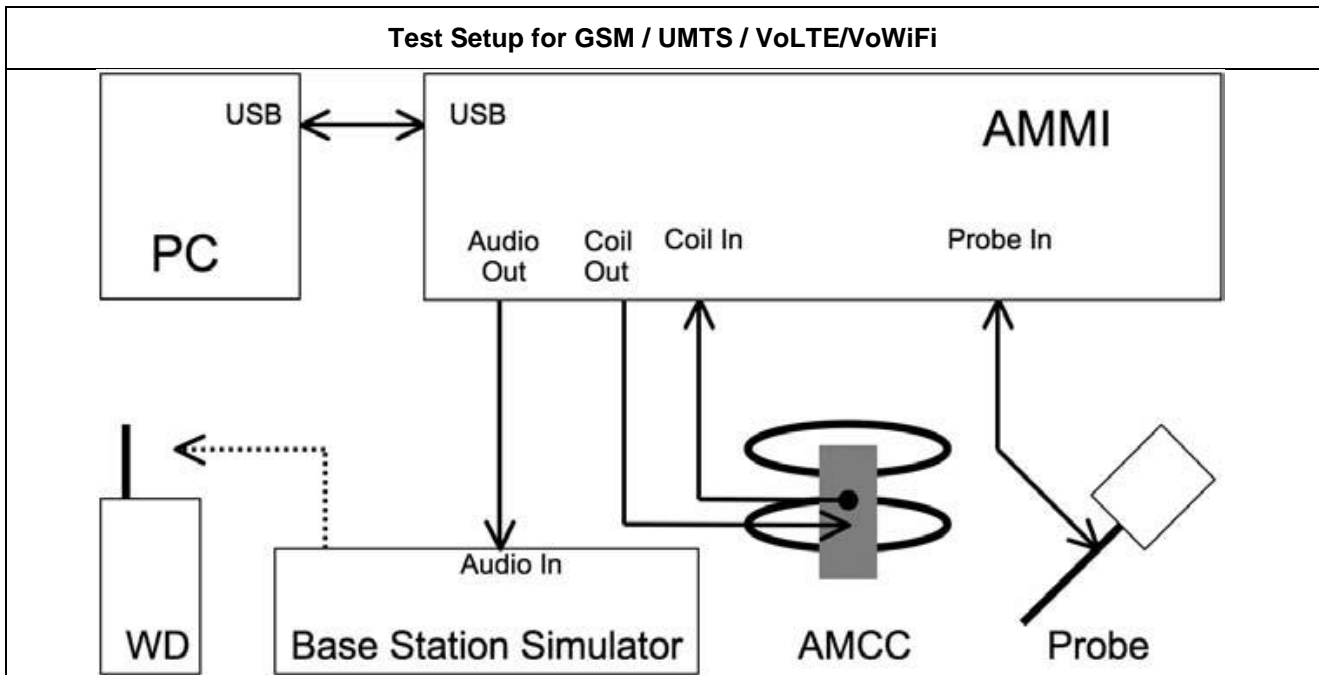 Test Setup for GSM / UMTS / VoLTE/VoWiFi
USB
USB
AMMI
PC
Audio
Out
Coil
Out
Coil In
Probe In
Audio In
WD
Base Station Simulator
AMCC
Probe